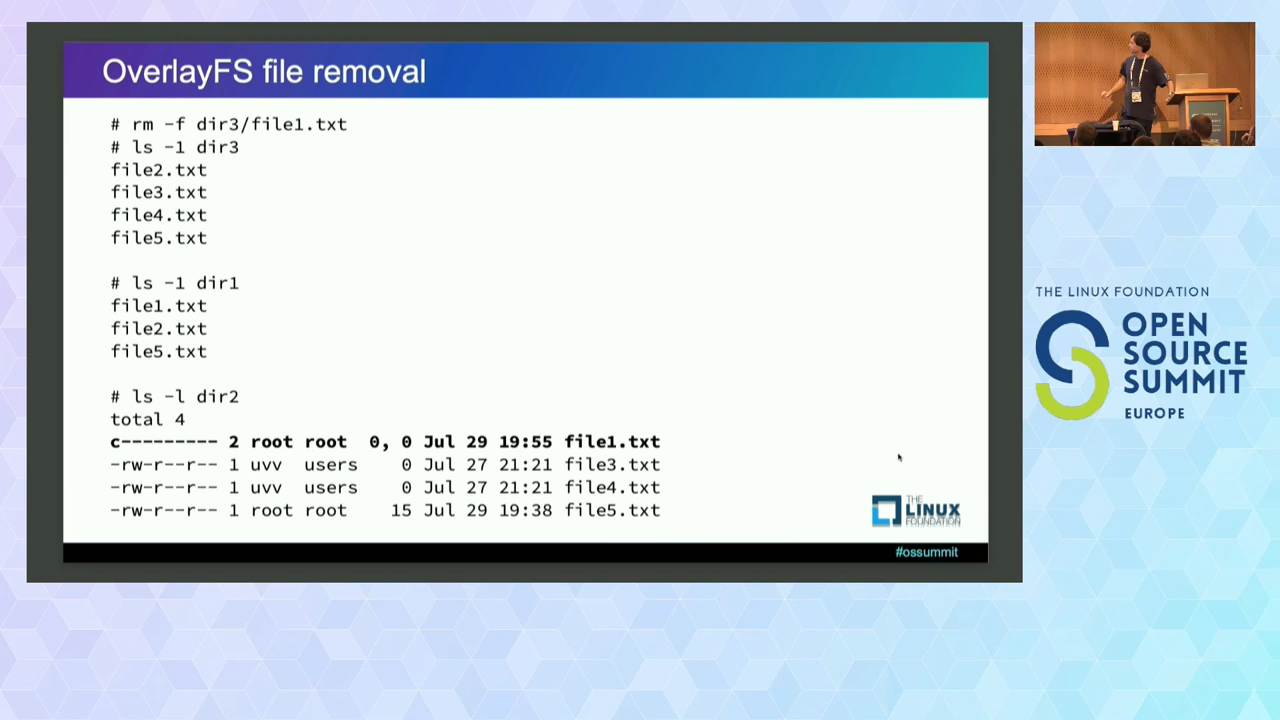 OverlayFS file removal
# rm -f dir3/file1.txt
# ls -1 dir3
file2.txt
file3.txt
file4.txt
file5.txt
# ls -1 dir1
file1.txt
file2.txt
file5.txt
# ls -l dir2
total 4
c--------- 2 root root  0, 0 Jul 29 19:55 file1.txt
-rw-r--r-- 1 uvv  users    0 Jul 27 21:21 file3.txt
-rw-r--r-- 1 uvv  users    0 Jul 27 21:21 file4.txt
-rw-r--r-- 1 root root    15 Jul 29 19:38 file5.txt
THE
LINUX
FOUNDATION
#ossummit
THE LINUX FOUNDATION
OPEN
SOURCE
SUMMIT
EUROPE